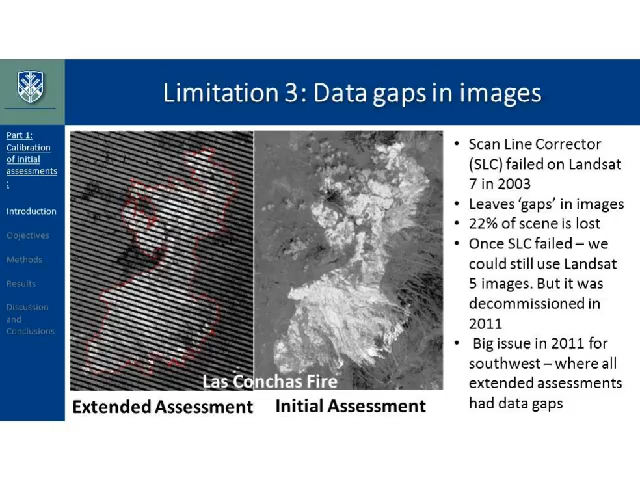 Limitation 3: Data gaps in images
Part 1:
Calibration
of initial
assessments
:
Introduction
Objectives
Methods
Results
Discussion
and
Conclusions
Las Conchas Fire
Extended Assessment
Initial Assessment
• Scan Line Corrector
(SLC) failed on Landsat
7 in 2003
• Leaves ‘gaps’ in images
• 22% of scene is lost
• Once SLC failed – we
could still use Landsat
5 images. But it was
decommissioned in
2011
• Big issue in 2011 for
southwest – where all
extended assessments
had data gaps